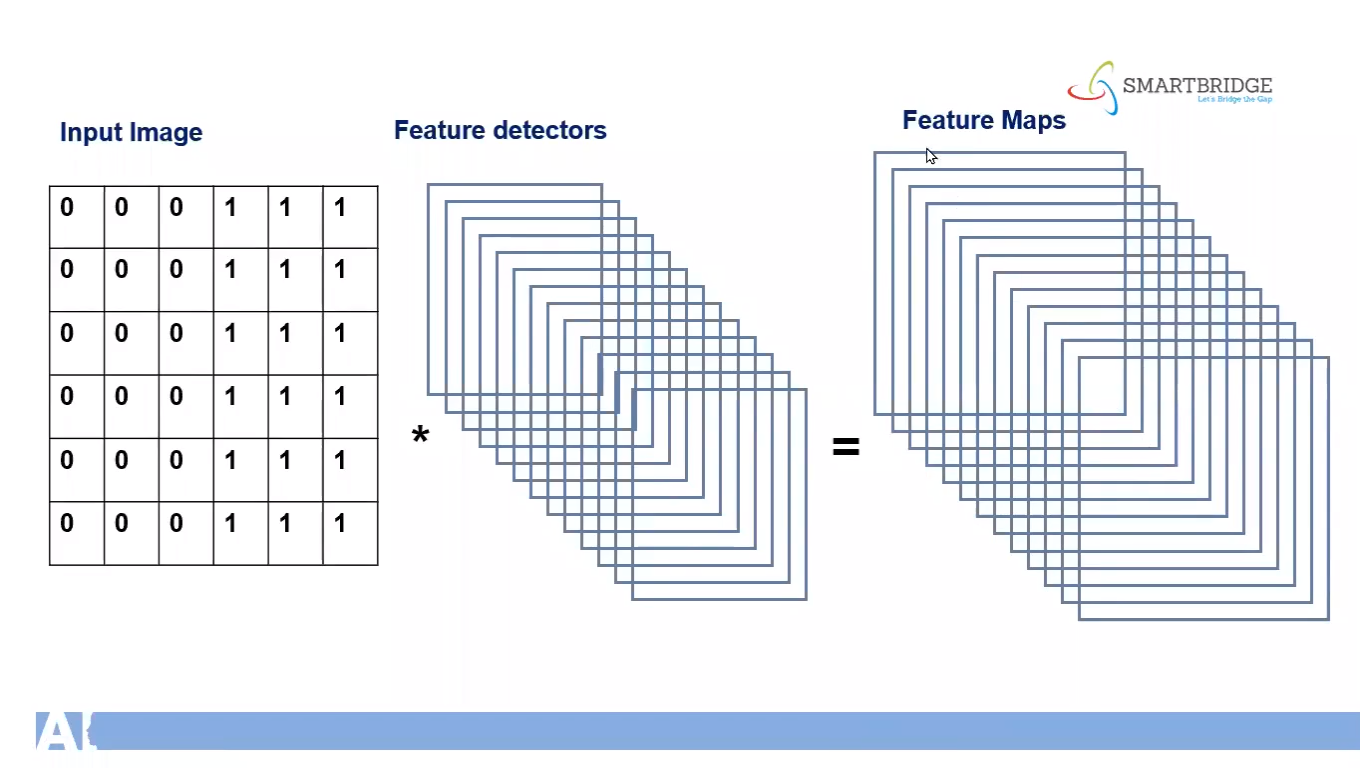 SMARTBRIDGE
Let's Bridge the Gap
Input Image
Feature detectors
Feature Maps
0 0 0 1 1 1
0 0 0 1 1 1
0 0 0 1 1 1
0 0 0 1 1 1
0 0 0 1 1 1
0 0 0 1 1 1
*
=